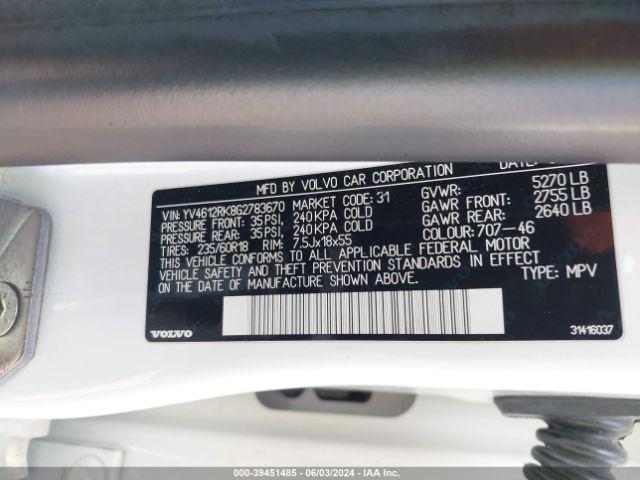 DATE:
MFD BY VOLVO CAR CORPORATION
VIN: YV4612RK8G2783670 MARKET CODE: 31 GVWR: 5270 LB
PRESSURE FRONT: 35 PSI, 240 KPA COLD GAWR FRONT: 2755 LB
PRESSURE REAR: 35 PSI, 240 KPA COLD GAWR REAR: 2640 LB
TIRES: 235/60R18 RIM: 7.5Jx18x55 COLOUR: 707-46
THIS VEHICLE CONFORMS TO ALL APPLICABLE FEDERAL MOTOR
VEHICLE SAFETY AND THEFT PREVENTION STANDARDS IN EFFECT
ON THE DATE OF MANUFACTURE SHOWN ABOVE. TYPE: MPV
VOLVO 31416037
000-39451485 - 06/03/2024 - IAA Inc.